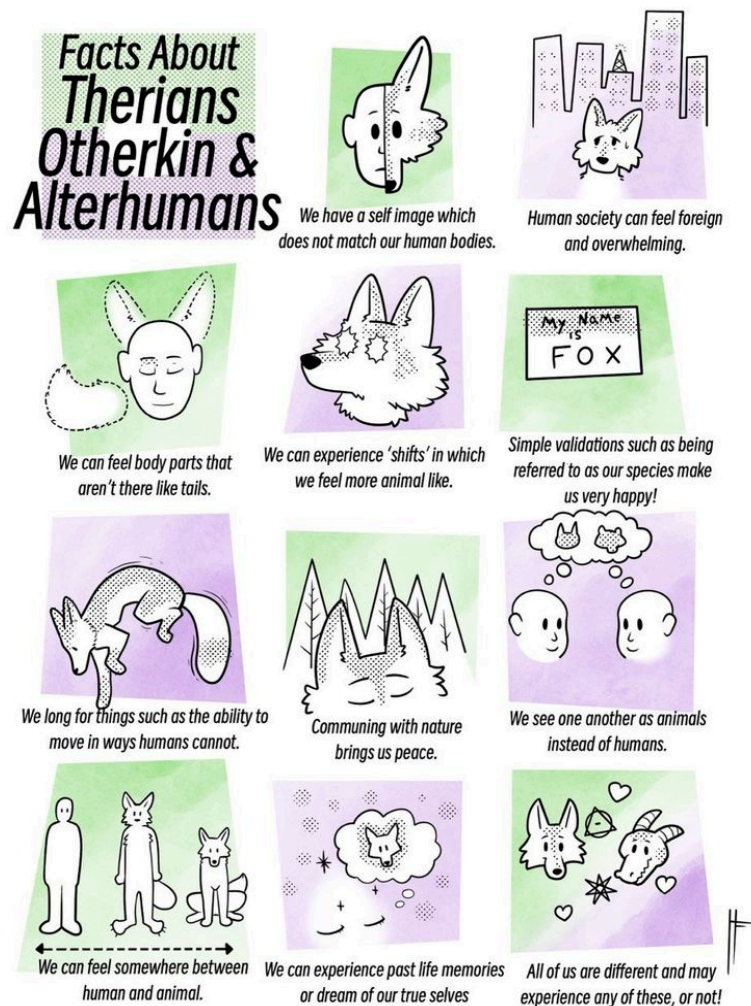 Facts About
Therians
Otherkin &
Alterhumans
We have a self image which
does not match our human bodies.
Human society can feel foreign
and overwhelming.
We can feel body parts that
aren't there like tails.
We can experience 'shifts' in which
we feel more animal like.
My Name
is
FOX
Simple validations such as being
referred to as our species make
us very happy!
We long for things such as the ability to
move in ways humans cannot.
Communing with nature
brings us peace.
We see one another as animals
instead of humans.
We can feel somewhere between
human and animal.
We can experience past life memories
or dream of our true selves
All of us are different and may
experience any of these, or not!